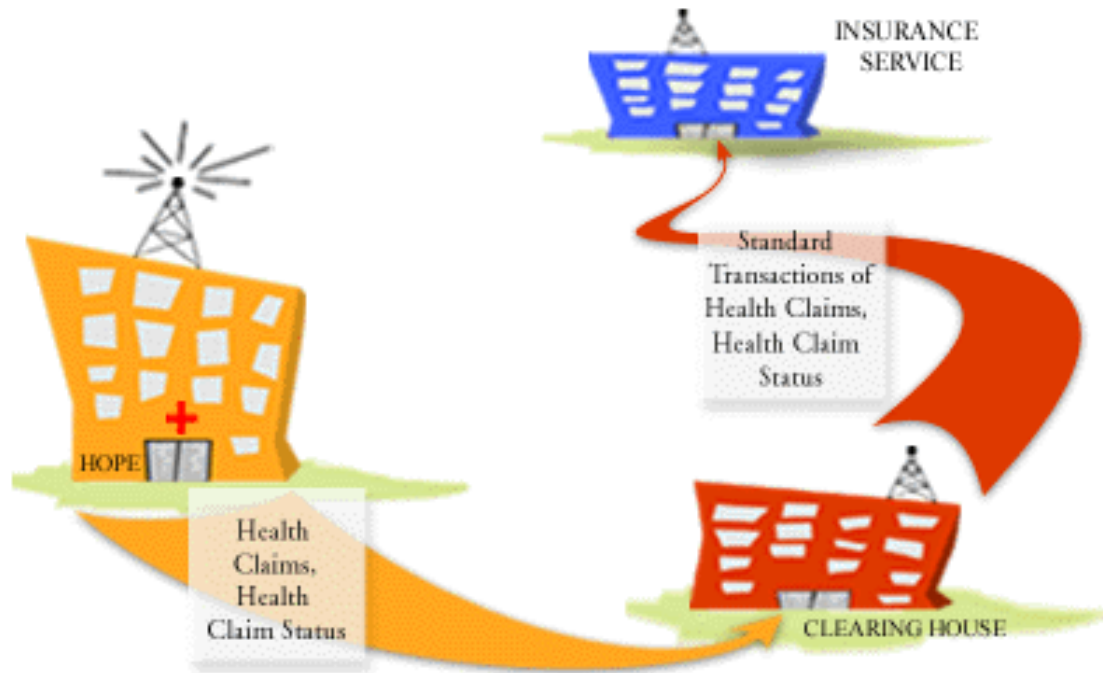 INSURANCE
SERVICE
Standard
Transactions of
Health Claims,
Health Claim
Status
HOPE
Health
Claims,
Health
Claim Status
CLEARING HOUSE